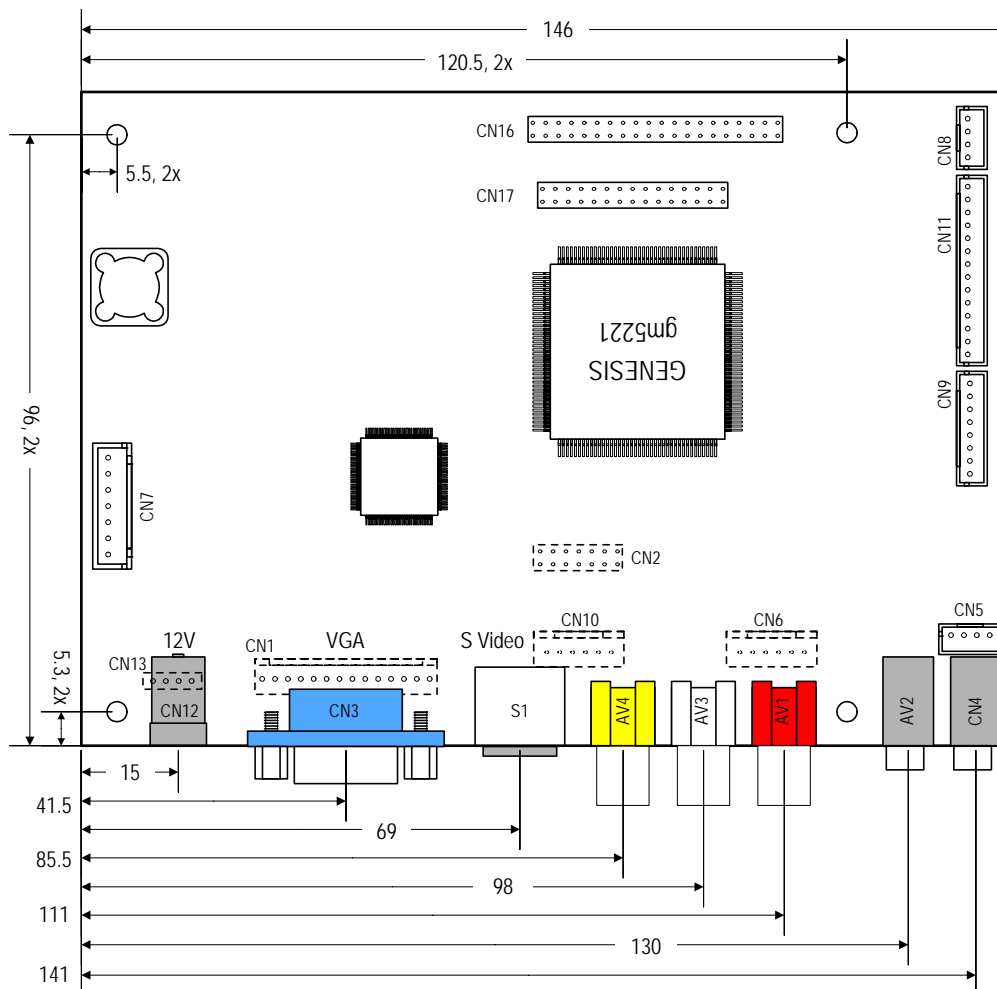 146
120.5, 2x
CN16
CN8
5.5, 2x
CN17
CN11
gm5221
GENESIS
CN9
96, 2x
CN7
CN2
CN10
CN6
CN5
12V
VGA
S Video
CN1
CN13
5.3, 2x
CN12
CN3
S1
AV4
AV3
AV1
AV2
CN4
15
41.5
69
85.5
98
111
130
141